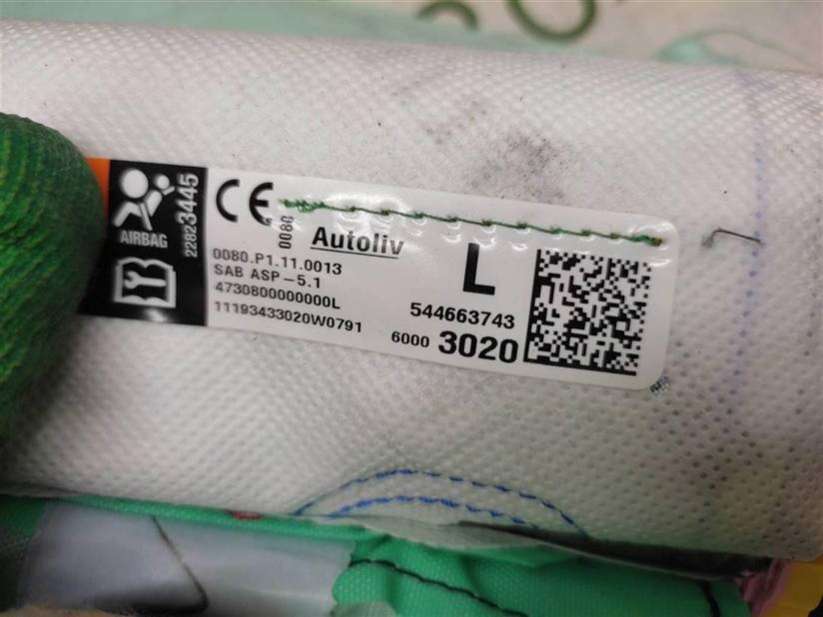 AIRBAG
22823445
CE
0080
Autoliv
0080.P1.11.0013
SAB ASP-5.1
4730800000000L
11193433020W0791
L
544663743
6000 3020